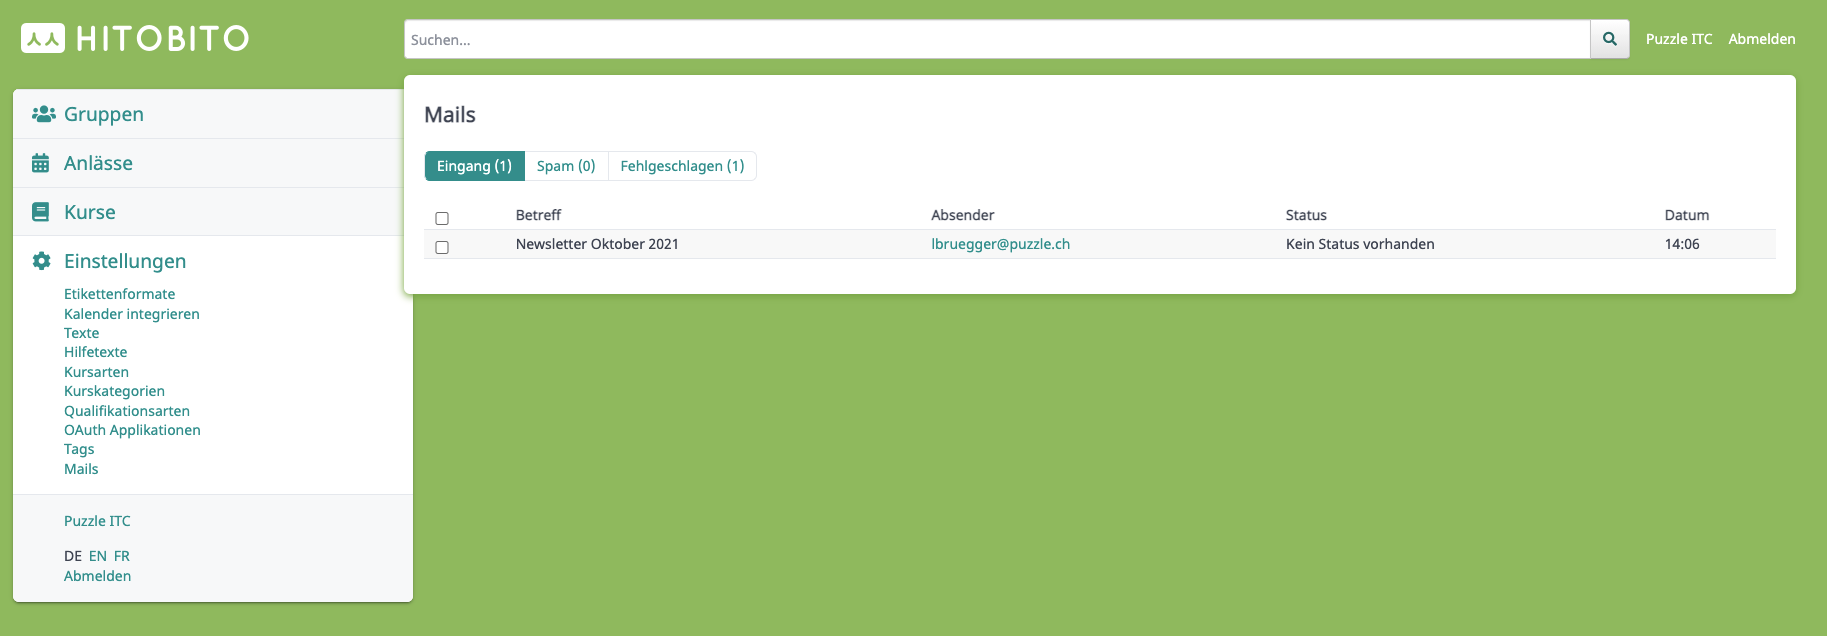 HITOBITO
Suchen...
Puzzle ITC Abmelden
Gruppen
Anlässe
Kurse
Einstellungen
Etikettenformate
Kalender integrieren
Texte
Hilfetexte
Kursarten
Kurskategorien
Qualifikationsarten
OAuth Applikationen
Tags
Mails
Puzzle ITC
DE EN FR
Abmelden
Mails
Eingang (1) Spam (0) Fehlgeschlagen (1)
Betreff Absender Status Datum
Newsletter Oktober 2021 lbruegger@puzzle.ch Kein Status vorhanden 14:06